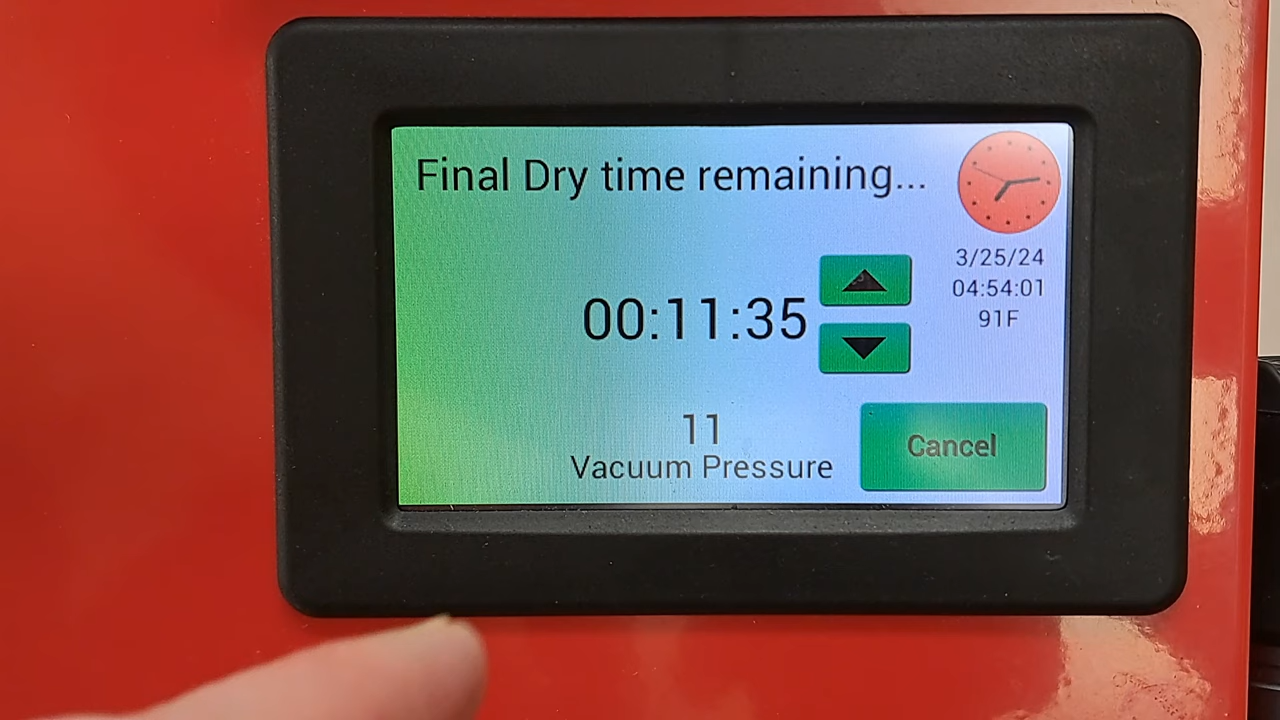 Final Dry time remaining...
3/25/24
04:54:01
91F
00:11:35
11
Vacuum Pressure
Cancel